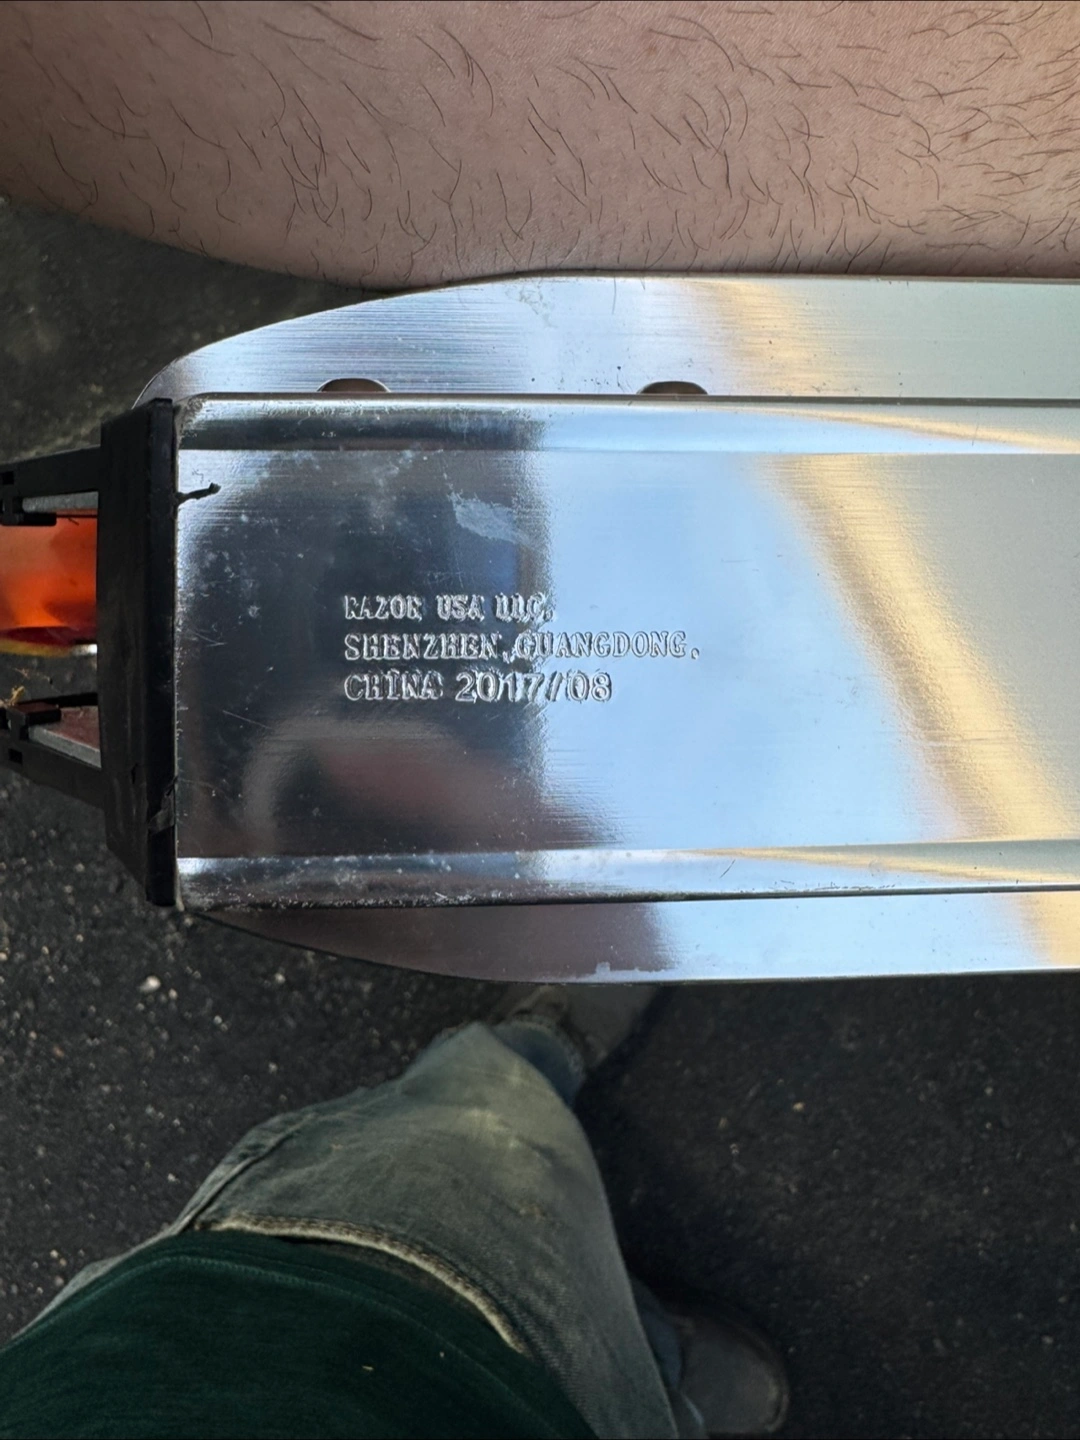 RAZOR USA LLC.
SHENZHEN,GUANGDONG,
CHINA 2017/08